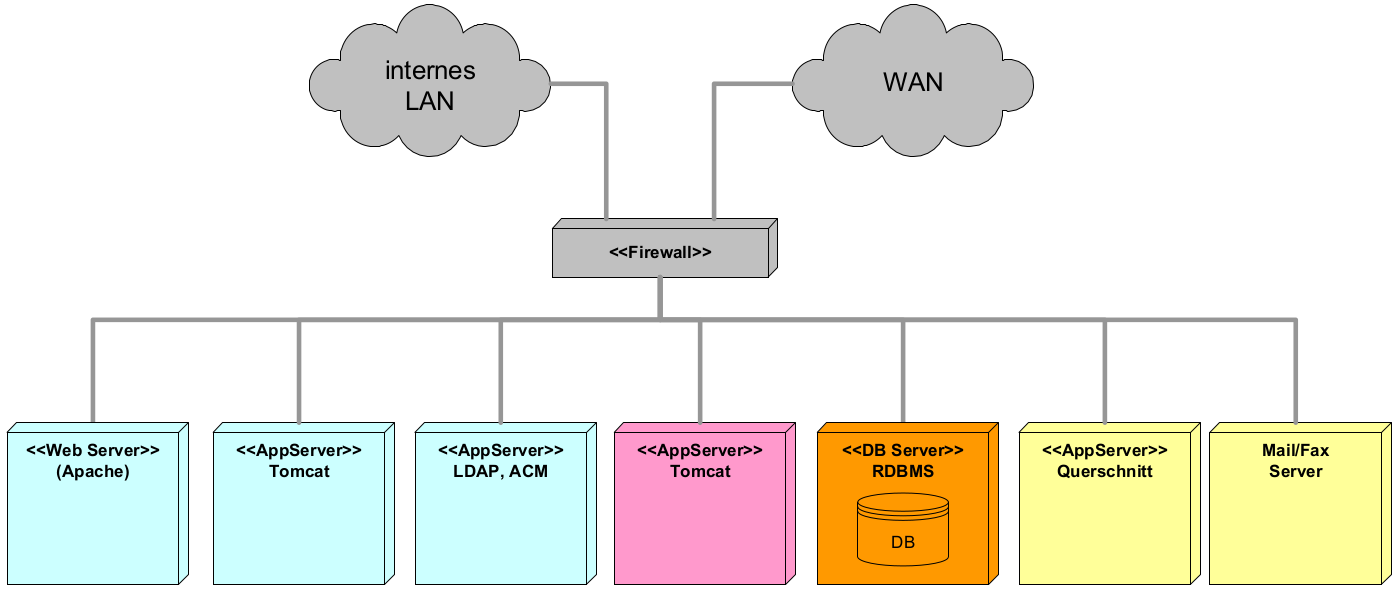 internes
LAN
WAN
<<Firewall>>
<<Web Server>>
(Apache)
<<AppServer>>
Tomcat
<<AppServer>>
LDAP, ACM
<<AppServer>>
Tomcat
<<DB Server>>
RDBMS
DB
<<AppServer>>
Querschnitt
Mail/Fax
Server